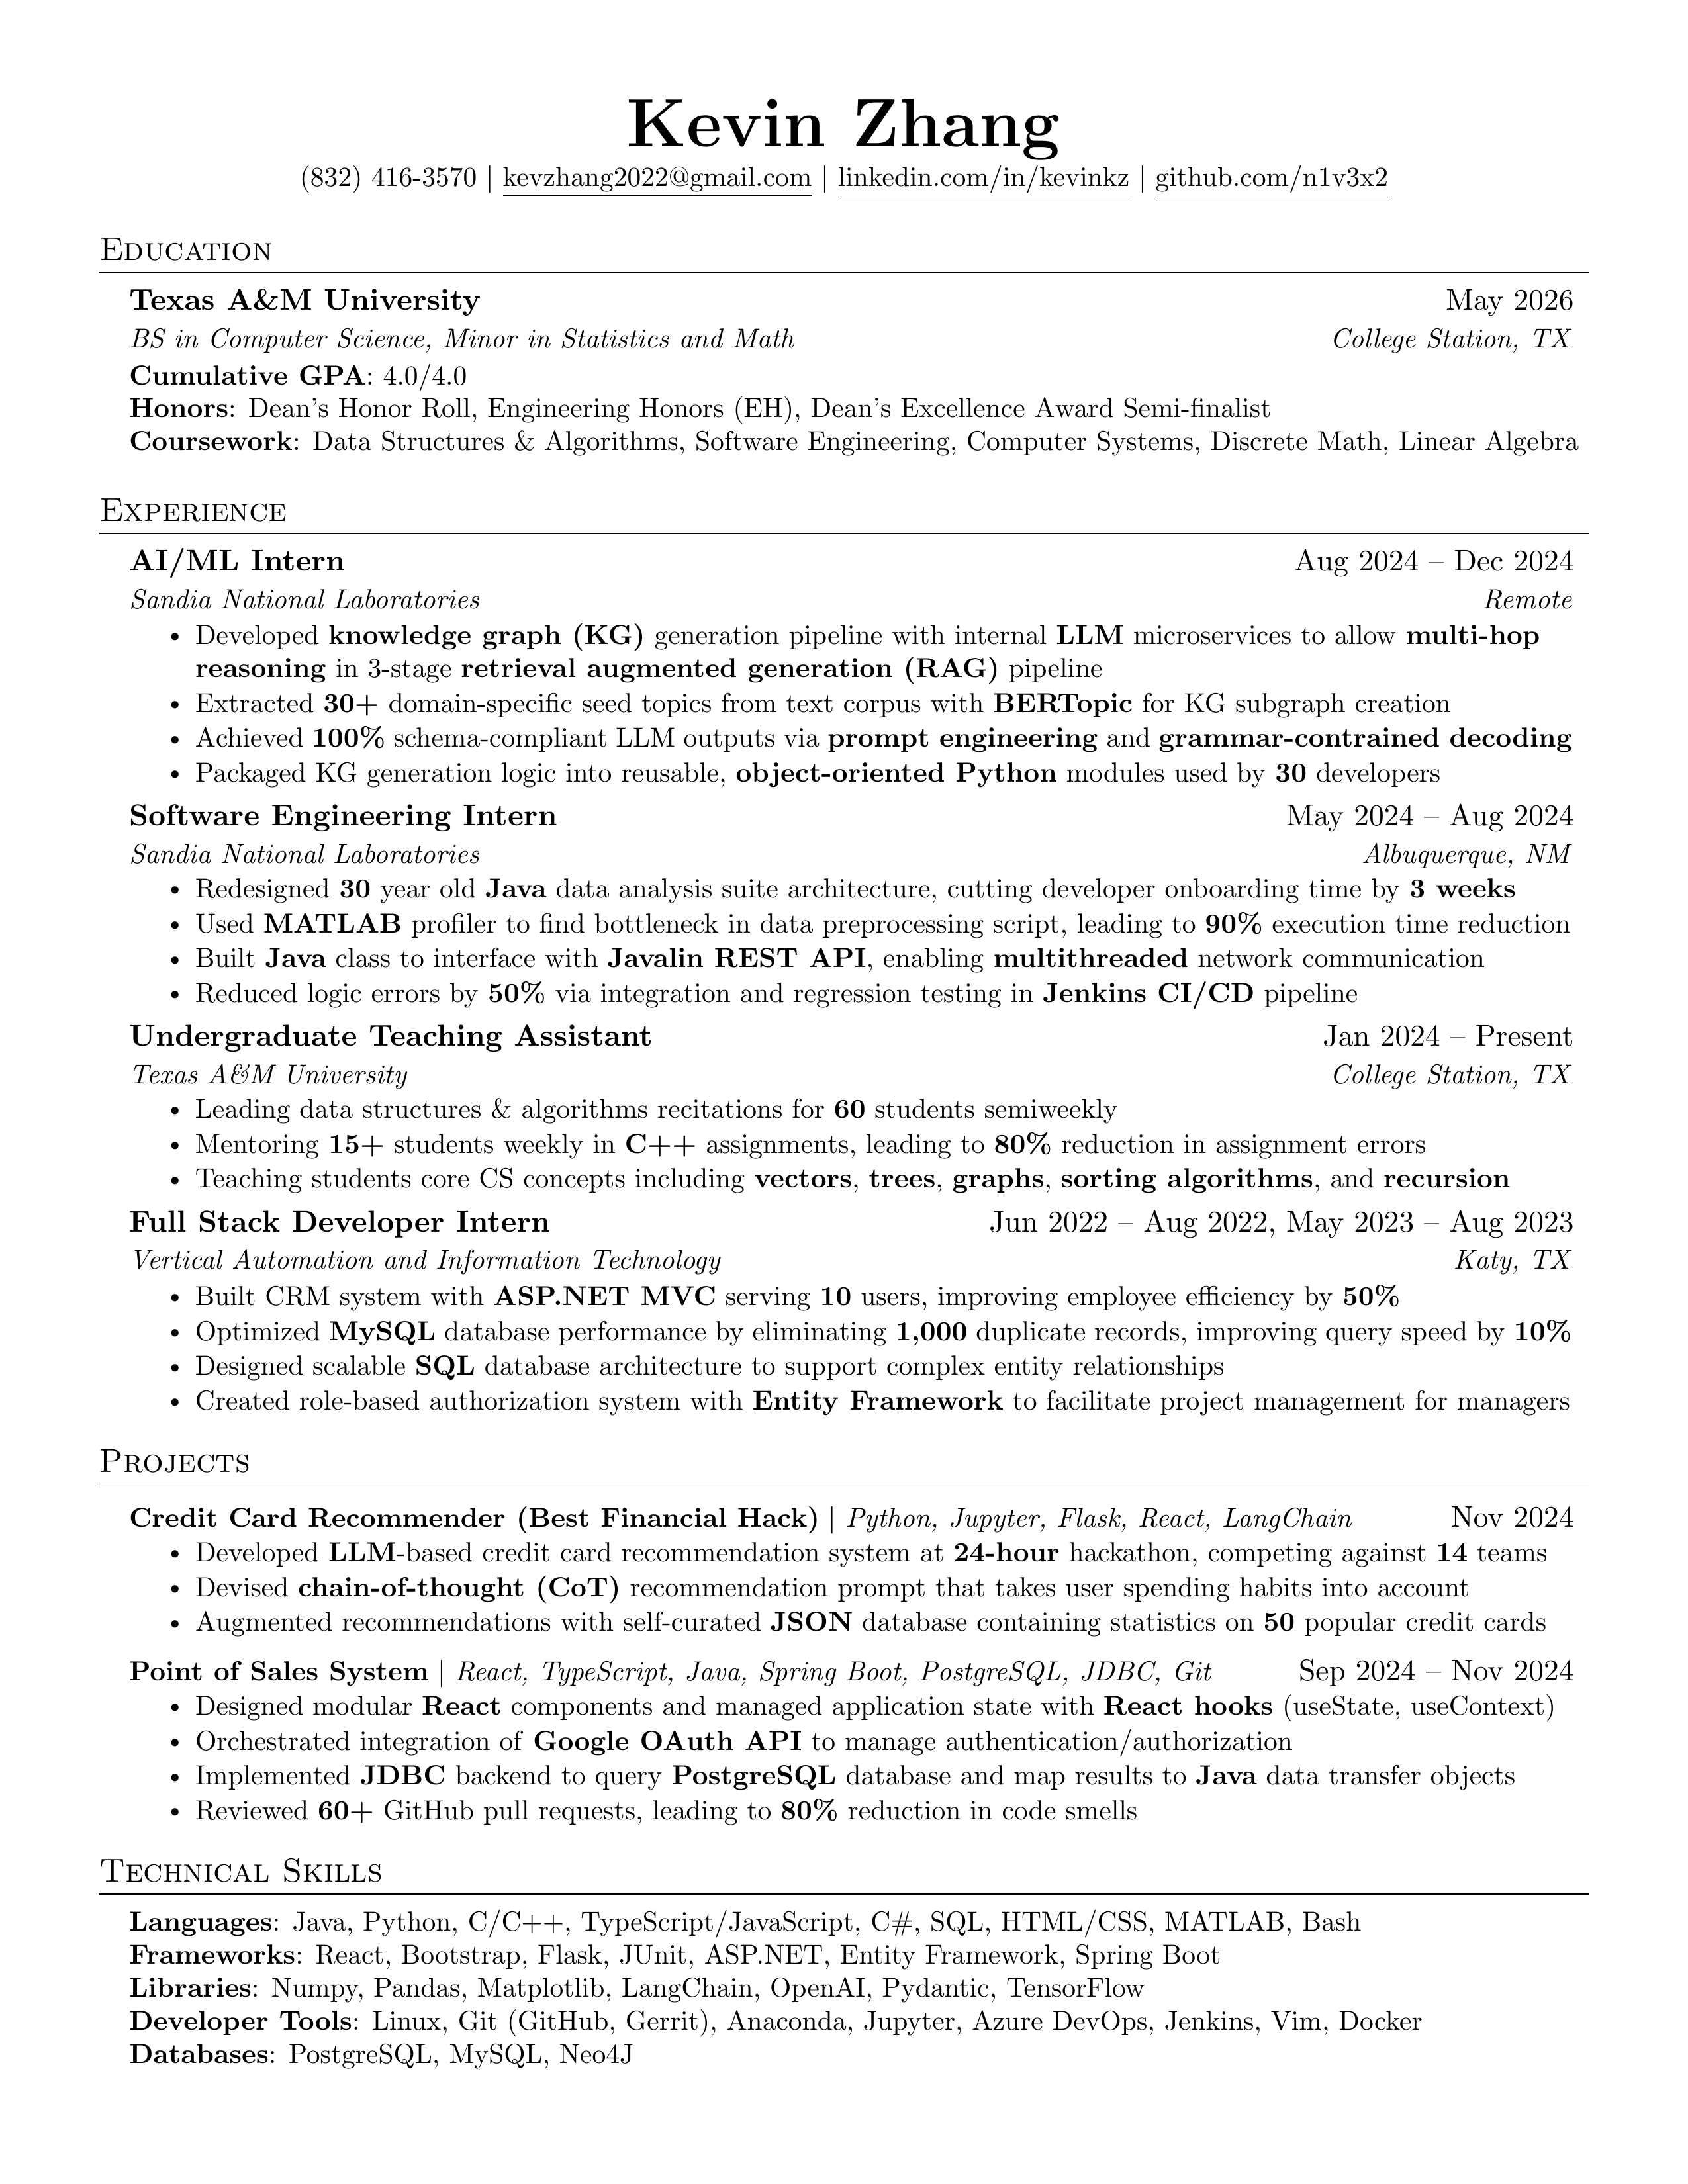 Kevin Zhang
(832) 416-3570 | kevzhang2022@gmail.com | linkedin.com/in/kevinkz | github.com/n1v3x2
Education
Texas A&M University May 2026
BS in Computer Science, Minor in Statistics and Math College Station, TX
Cumulative GPA: 4.0/4.0
Honors: Dean's Honor Roll, Engineering Honors (EH), Dean's Excellence Award Semi-finalist
Coursework: Data Structures & Algorithms, Software Engineering, Computer Systems, Discrete Math, Linear Algebra
Experience
AI/ML Intern Aug 2024 – Dec 2024
Sandia National Laboratories Remote
• Developed knowledge graph (KG) generation pipeline with internal LLM microservices to allow multi-hop
reasoning in 3-stage retrieval augmented generation (RAG) pipeline
• Extracted 30+ domain-specific seed topics from text corpus with BERTopic for KG subgraph creation
• Achieved 100% schema-compliant LLM outputs via prompt engineering and grammar-contrained decoding
• Packaged KG generation logic into reusable, object-oriented Python modules used by 30 developers
Software Engineering Intern May 2024 – Aug 2024
Sandia National Laboratories Albuquerque, NM
• Redesigned 30 year old Java data analysis suite architecture, cutting developer onboarding time by 3 weeks
• Used MATLAB profiler to find bottleneck in data preprocessing script, leading to 90% execution time reduction
• Built Java class to interface with Javalin REST API, enabling multithreaded network communication
• Reduced logic errors by 50% via integration and regression testing in Jenkins CI/CD pipeline
Undergraduate Teaching Assistant Jan 2024 – Present
Texas A&M University College Station, TX
• Leading data structures & algorithms recitations for 60 students semiweekly
• Mentoring 15+ students weekly in C++ assignments, leading to 80% reduction in assignment errors
• Teaching students core CS concepts including vectors, trees, graphs, sorting algorithms, and recursion
Full Stack Developer Intern Jun 2022 – Aug 2022, May 2023 – Aug 2023
Vertical Automation and Information Technology Katy, TX
• Built CRM system with ASP.NET MVC serving 10 users, improving employee efficiency by 50%
• Optimized MySQL database performance by eliminating 1,000 duplicate records, improving query speed by 10%
• Designed scalable SQL database architecture to support complex entity relationships
• Created role-based authorization system with Entity Framework to facilitate project management for managers
Projects
Credit Card Recommender (Best Financial Hack) | Python, Jupyter, Flask, React, LangChain Nov 2024
• Developed LLM-based credit card recommendation system at 24-hour hackathon, competing against 14 teams
• Devised chain-of-thought (CoT) recommendation prompt that takes user spending habits into account
• Augmented recommendations with self-curated JSON database containing statistics on 50 popular credit cards
Point of Sales System | React, TypeScript, Java, Spring Boot, PostgreSQL, JDBC, Git Sep 2024 – Nov 2024
• Designed modular React components and managed application state with React hooks (useState, useContext)
• Orchestrated integration of Google OAuth API to manage authentication/authorization
• Implemented JDBC backend to query PostgreSQL database and map results to Java data transfer objects
• Reviewed 60+ GitHub pull requests, leading to 80% reduction in code smells
Technical Skills
Languages: Java, Python, C/C++, TypeScript/JavaScript, C#, SQL, HTML/CSS, MATLAB, Bash
Frameworks: React, Bootstrap, Flask, JUnit, ASP.NET, Entity Framework, Spring Boot
Libraries: Numpy, Pandas, Matplotlib, LangChain, OpenAI, Pydantic, TensorFlow
Developer Tools: Linux, Git (GitHub, Gerrit), Anaconda, Jupyter, Azure DevOps, Jenkins, Vim, Docker
Databases: PostgreSQL, MySQL, Neo4J